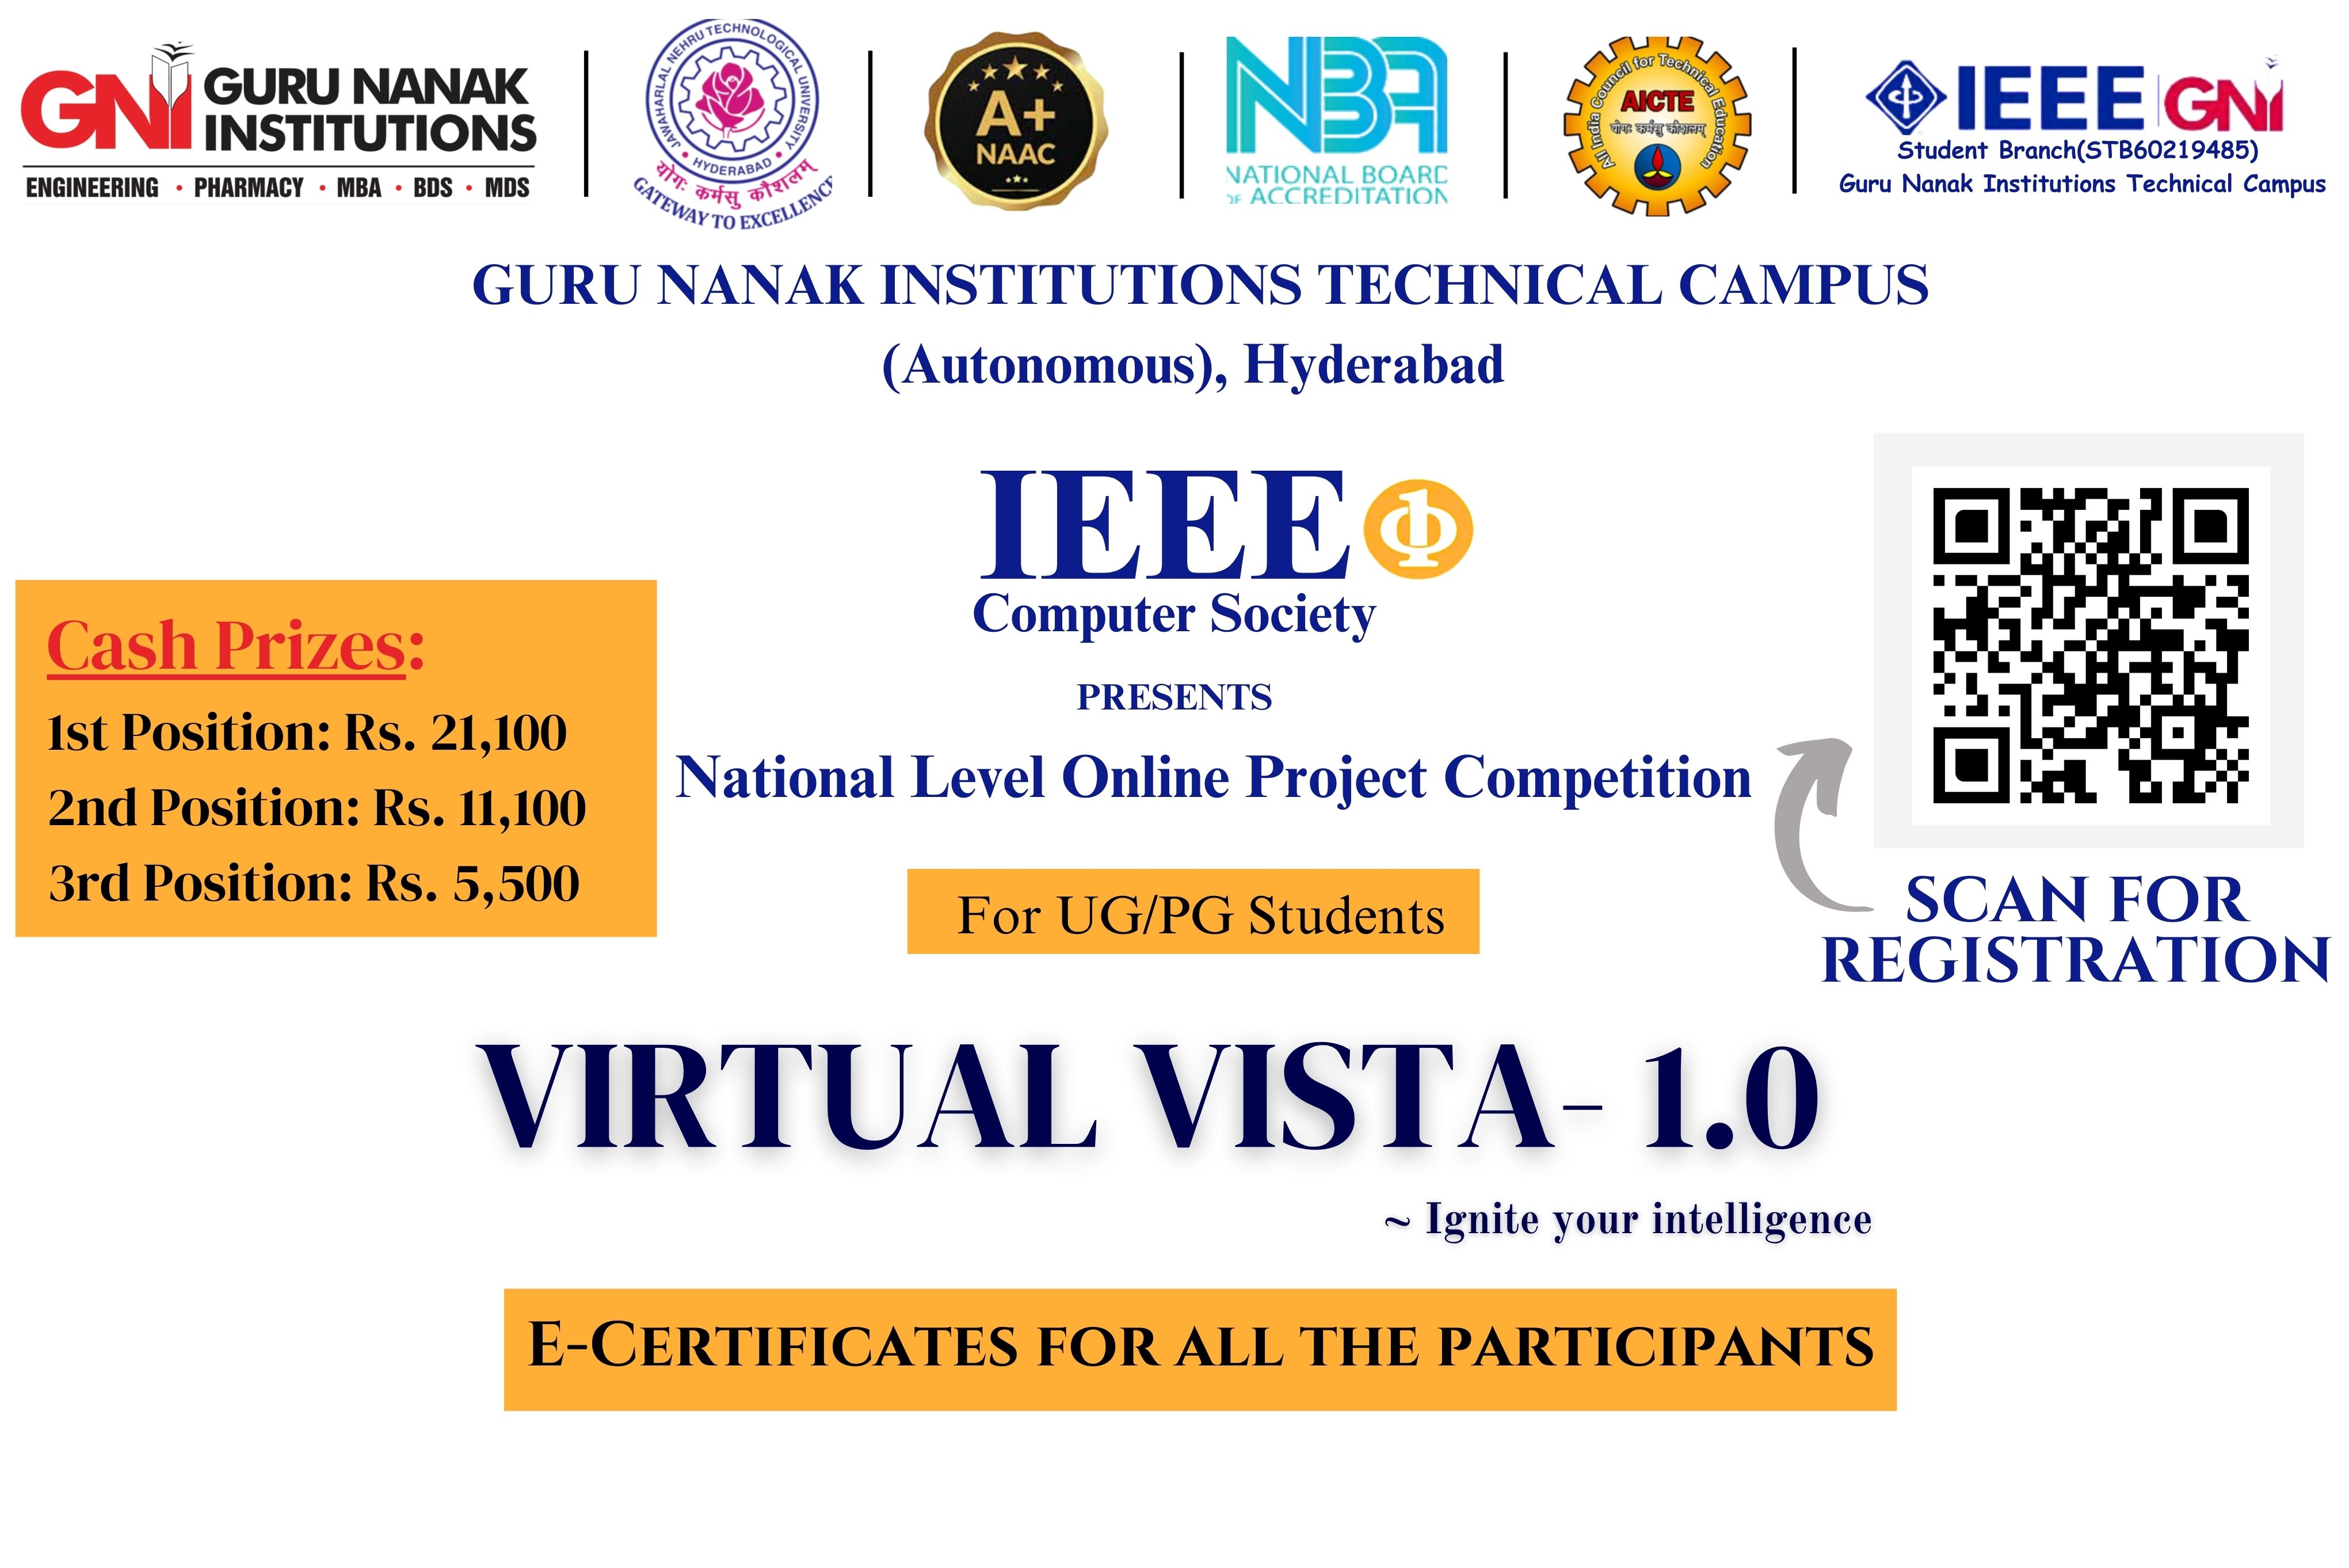 GNI GURU NANAK
INSTITUTIONS
ENGINEERING • PHARMACY • MBA • BDS • MDS
JAWAHARLAL NEHRU TECHNOLOGICAL UNIVERSITY
• HYDERABAD •
योगः कर्मसु कौशलम्
GATEWAY TO EXCELLENCE
A+
NAAC
NBA
NATIONAL BOARD
OF ACCREDITATION
All India Council for Technical Education
AICTE
योगः कर्मसु कौशलम्
IEEE GNI
Student Branch(STB60219485)
Guru Nanak Institutions Technical Campus
GURU NANAK INSTITUTIONS TECHNICAL CAMPUS
(Autonomous), Hyderabad
IEEE
Computer Society
PRESENTS
National Level Online Project Competition
For UG/PG Students
Cash Prizes:
1st Position: Rs. 21,100
2nd Position: Rs. 11,100
3rd Position: Rs. 5,500
SCAN FOR
REGISTRATION
VIRTUAL VISTA- 1.0
~ Ignite your intelligence
E-CERTIFICATES FOR ALL THE PARTICIPANTS